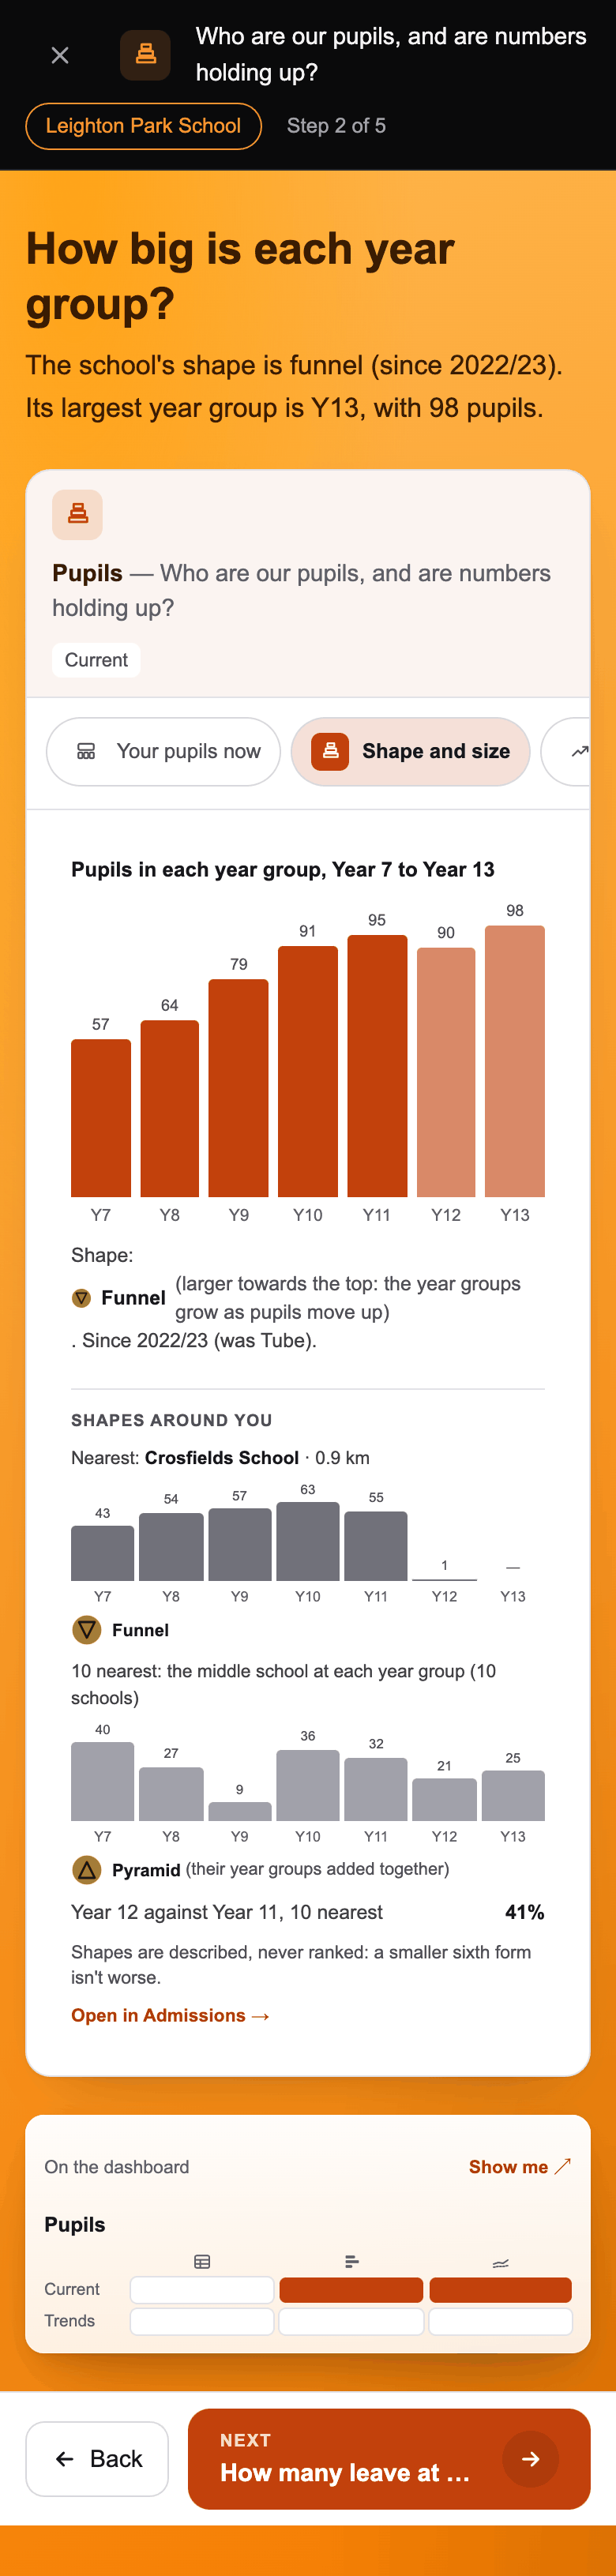 Who are our pupils, and are numbers
holding up?
Leighton Park School
Step 2 of 5
How big is each year
group?
The school's shape is funnel (since 2022/23).
Its largest year group is Y13, with 98 pupils.
Pupils — Who are our pupils, and are numbers
holding up?
Current
Your pupils now
Shape and size
Pupils in each year group, Year 7 to Year 13
57 64 79 91 95 90 98
Y7 Y8 Y9 Y10 Y11 Y12 Y13
Shape:
Funnel (larger towards the top: the year groups
grow as pupils move up)
. Since 2022/23 (was Tube).
SHAPES AROUND YOU
Nearest: Crosfields School · 0.9 km
43 54 57 63 55 1 —
Y7 Y8 Y9 Y10 Y11 Y12 Y13
Funnel
10 nearest: the middle school at each year group (10
schools)
40 27 9 36 32 21 25
Y7 Y8 Y9 Y10 Y11 Y12 Y13
Pyramid (their year groups added together)
Year 12 against Year 11, 10 nearest 41%
Shapes are described, never ranked: a smaller sixth form
isn't worse.
Open in Admissions →
On the dashboard
Show me ↗
Pupils
Current
Trends
← Back
NEXT
How many leave at ...
→